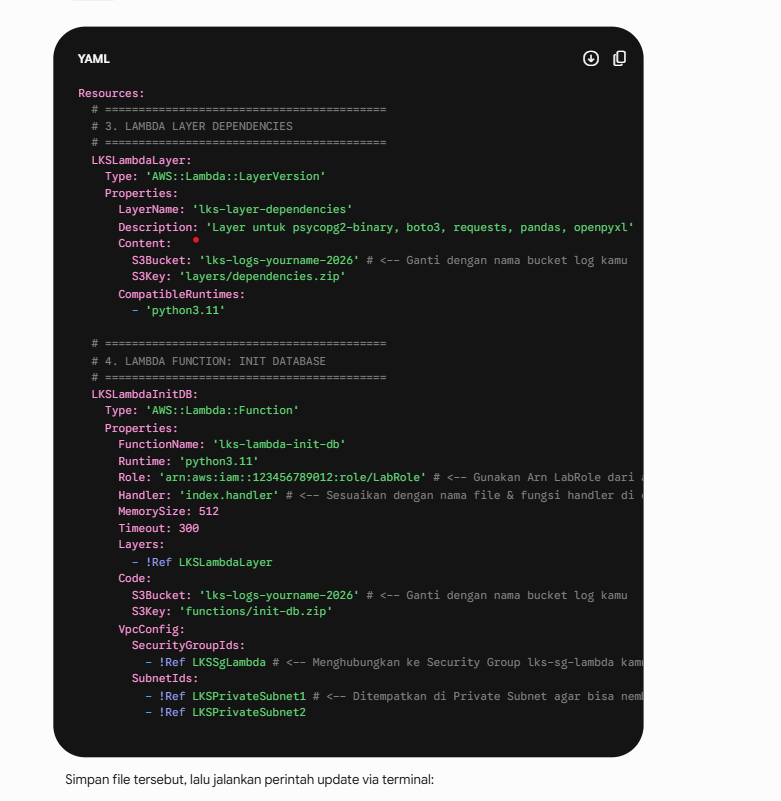 YAML
Resources:
  # ==========================================
  # 3. LAMBDA LAYER DEPENDENCIES
  # ==========================================
  LKSLambdaLayer:
    Type: 'AWS::Lambda::LayerVersion'
    Properties:
      LayerName: 'lks-layer-dependencies'
      Description: 'Layer untuk psycopg2-binary, boto3, requests, pandas, openpyxl'
      Content:
        S3Bucket: 'lks-logs-yourname-2026' # <-- Ganti dengan nama bucket log kamu
        S3Key: 'layers/dependencies.zip'
      CompatibleRuntimes:
        - 'python3.11'
  # ==========================================
  # 4. LAMBDA FUNCTION: INIT DATABASE
  # ==========================================
  LKSLambdaInitDB:
    Type: 'AWS::Lambda::Function'
    Properties:
      FunctionName: 'lks-lambda-init-db'
      Runtime: 'python3.11'
      Role: 'arn:aws:iam::123456789012:role/LabRole' # <-- Gunakan Arn LabRole dari
      Handler: 'index.handler' # <-- Sesuaikan dengan nama file & fungsi handler di
      MemorySize: 512
      Timeout: 300
      Layers:
        - !Ref LKSLambdaLayer
      Code:
        S3Bucket: 'lks-logs-yourname-2026' # <-- Ganti dengan nama bucket log kamu
        S3Key: 'functions/init-db.zip'
      VpcConfig:
        SecurityGroupIds:
          - !Ref LKSSgLambda # <-- Menghubungkan ke Security Group lks-sg-lambda
        SubnetIds:
          - !Ref LKSPrivateSubnet1 # <-- Ditempatkan di Private Subnet agar bisa
          - !Ref LKSPrivateSubnet2
Simpan file tersebut, lalu jalankan perintah update via terminal: